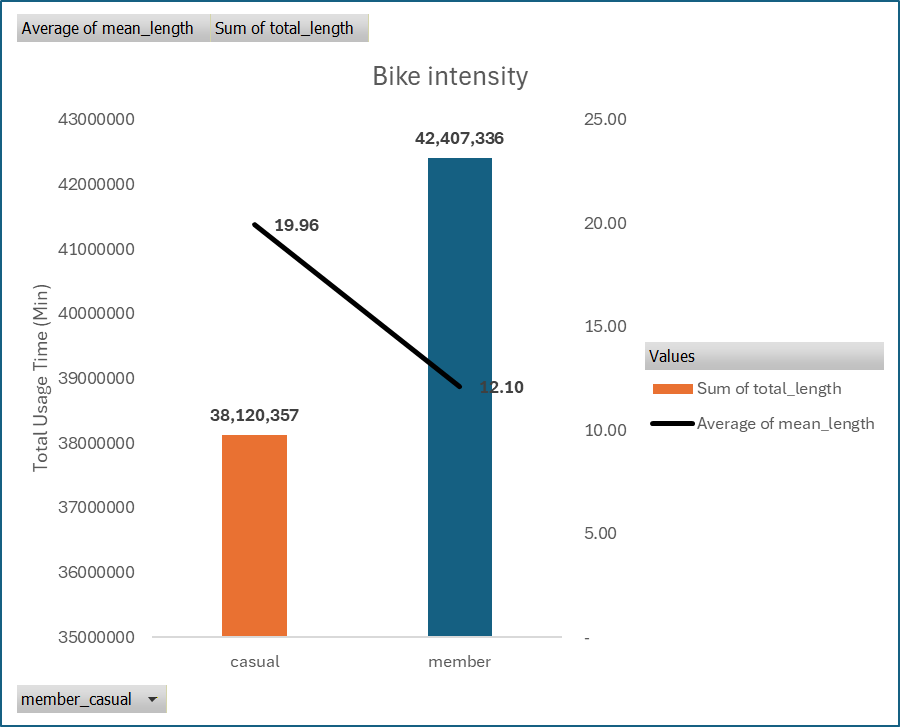 Average of mean_length Sum of total_length
Bike intensity
Total Usage Time (Min)
43000000
42000000
41000000
40000000
39000000
38000000
37000000
36000000
35000000
42,407,336
19.96
12.10
38,120,357
25.00
20.00
15.00
10.00
5.00
-
casual member
Values
Sum of total_length
Average of mean_length
member_casual